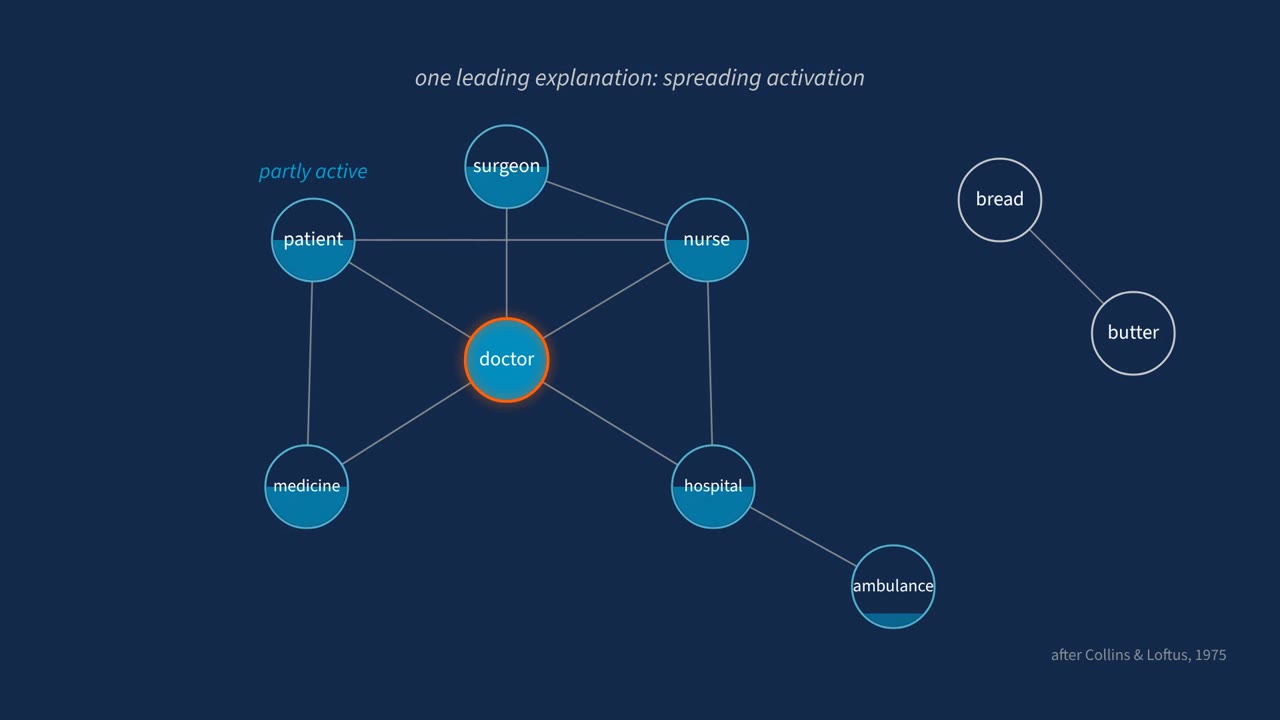 one leading explanation: spreading activation
partly active
surgeon
bread
patient
nurse
butter
doctor
medicine
hospital
ambulance
after Collins & Loftus, 1975